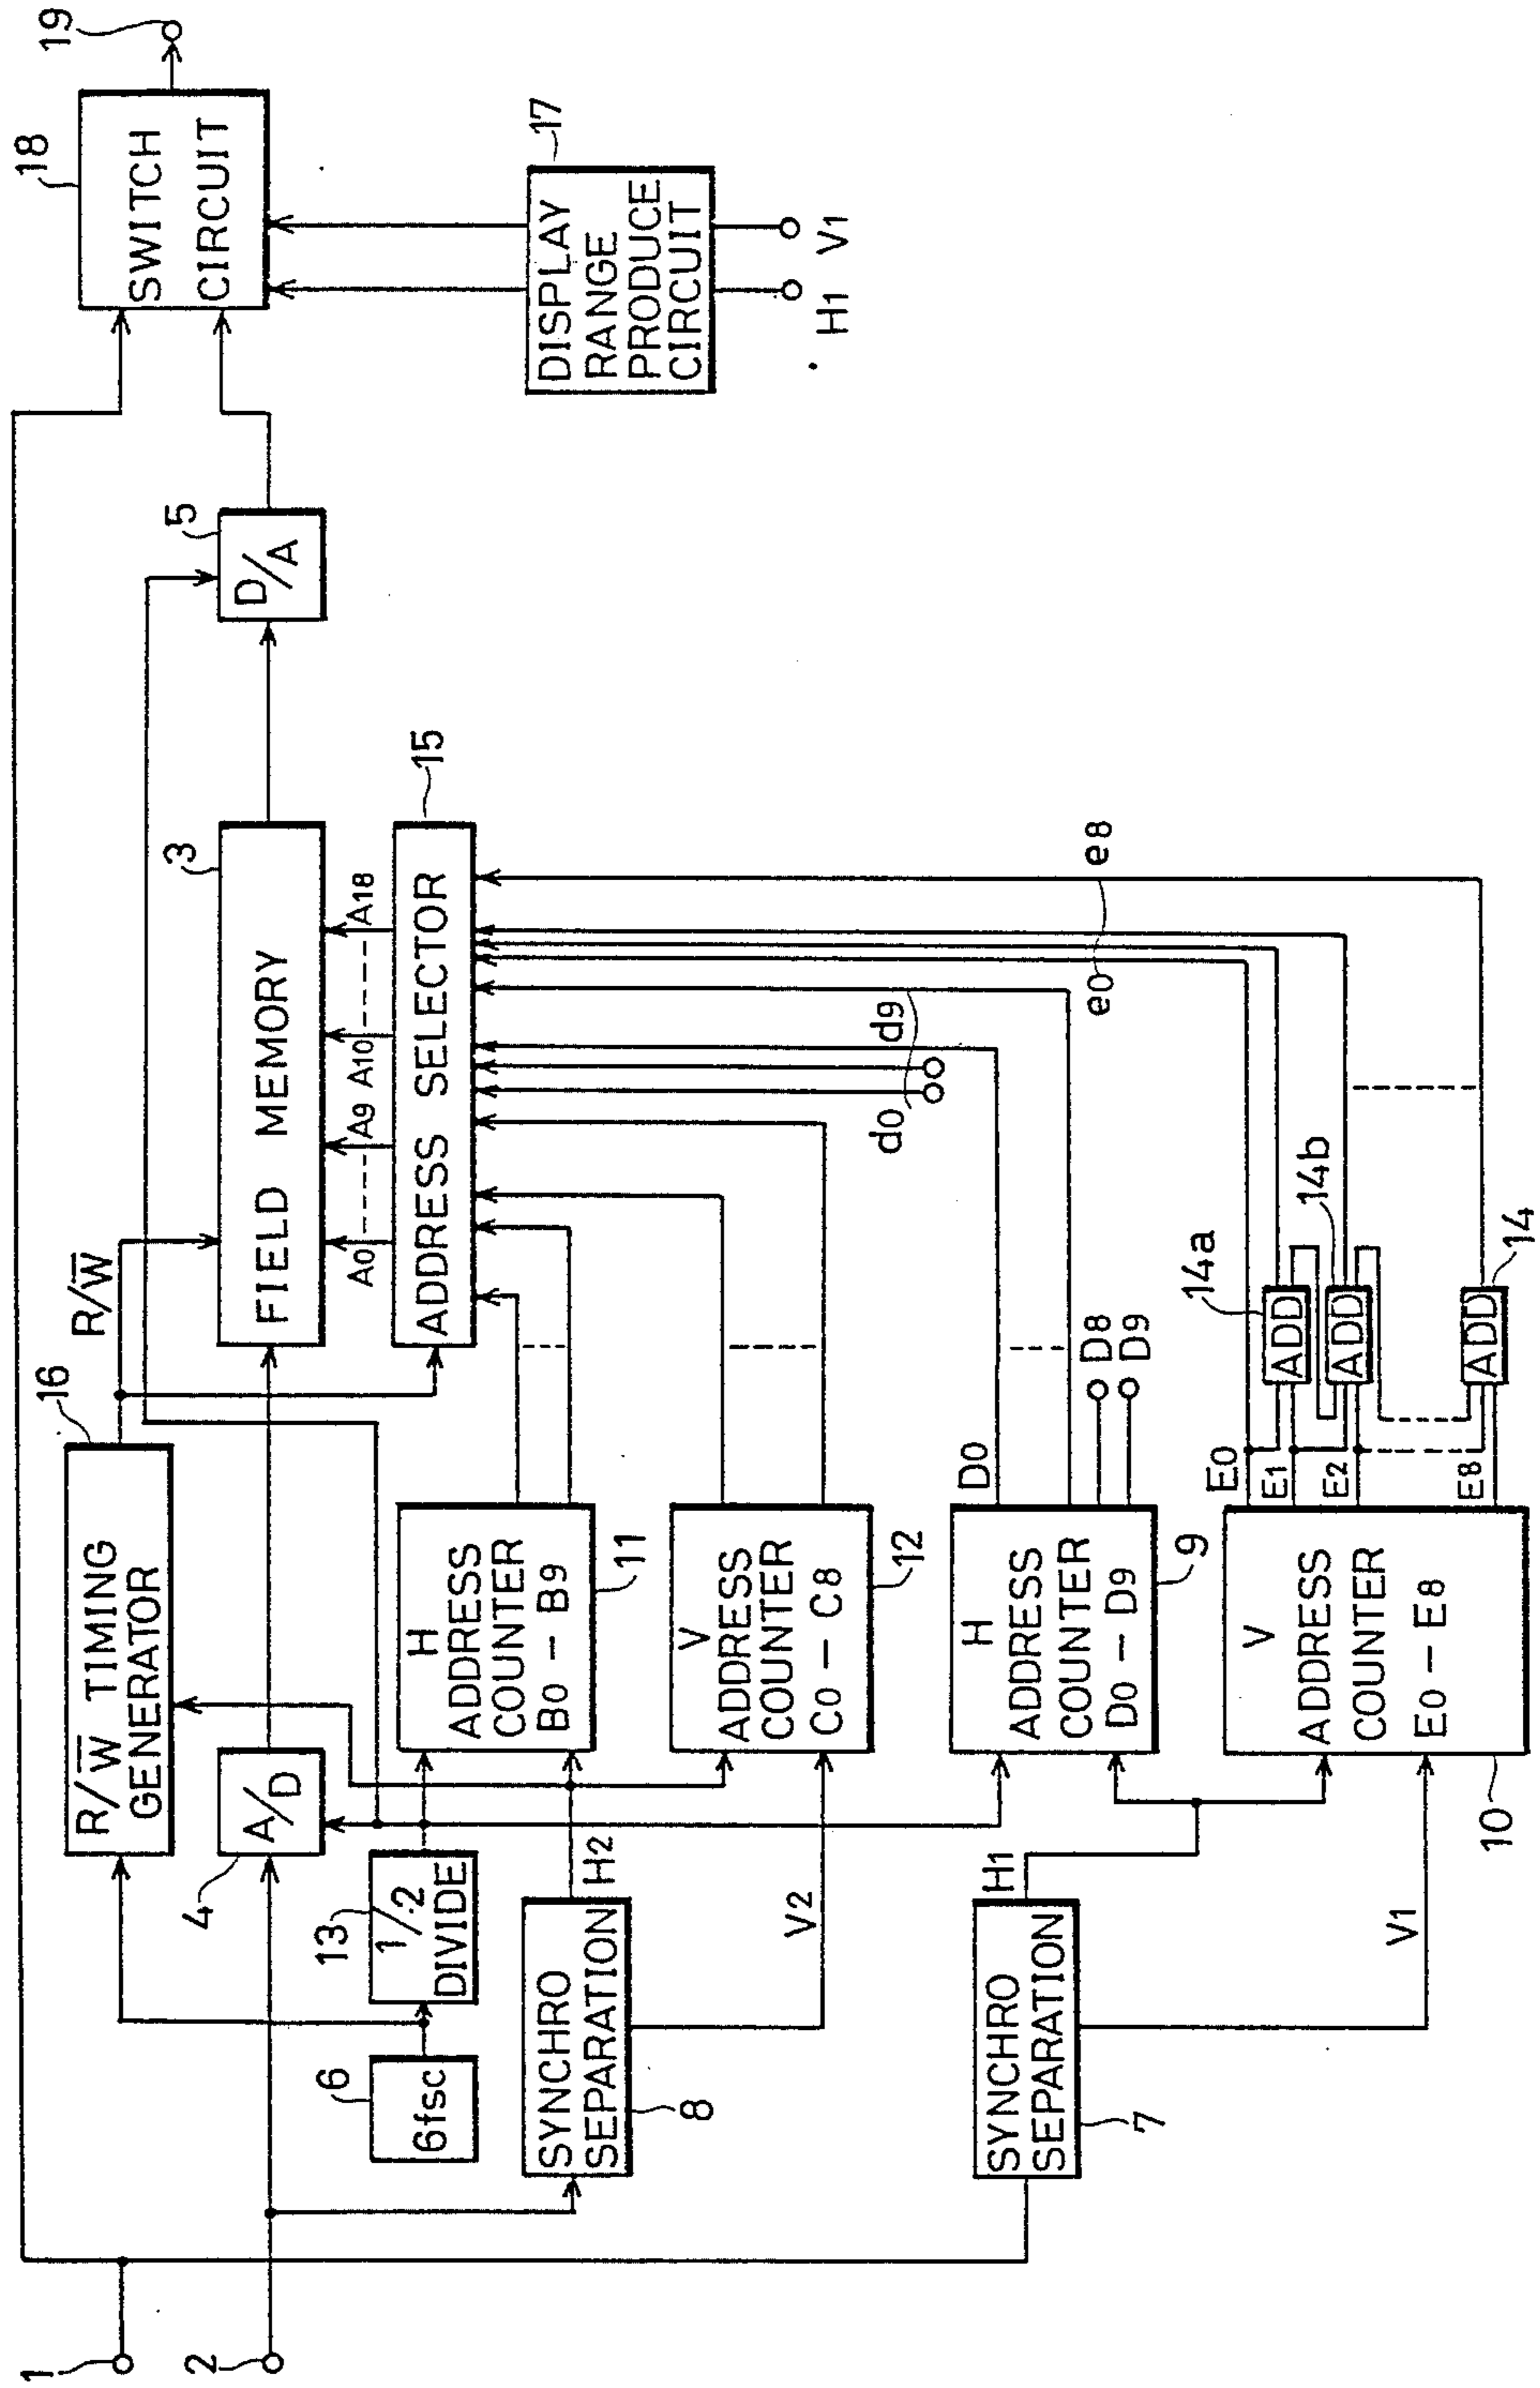 1
2
19
18
SWITCH
CIRCUIT
17
DISPLAY
RANGE
PRODUCE
CIRCUIT
H1
V1
5
D/A
3
FIELD MEMORY
R/W̅
A0
A9
A10
A18
15
ADDRESS SELECTOR
16
R/W̅ TIMING
GENERATOR
4
A/D
6
6fsc
13
1/2
DIVIDE
8
SYNCHRO
SEPARATION
H2
V2
7
SYNCHRO
SEPARATION
H1
V1
H
ADDRESS
COUNTER
B0 - B9
11
V
ADDRESS
COUNTER
C0 - C8
12
H
ADDRESS
COUNTER
D0 - D9
9
V
ADDRESS
COUNTER
E0 - E8
10
D0
D8
D9
d0
d9
E0
E1
E2
E8
e0
e8
14a
ADD
14b
ADD
14
ADD